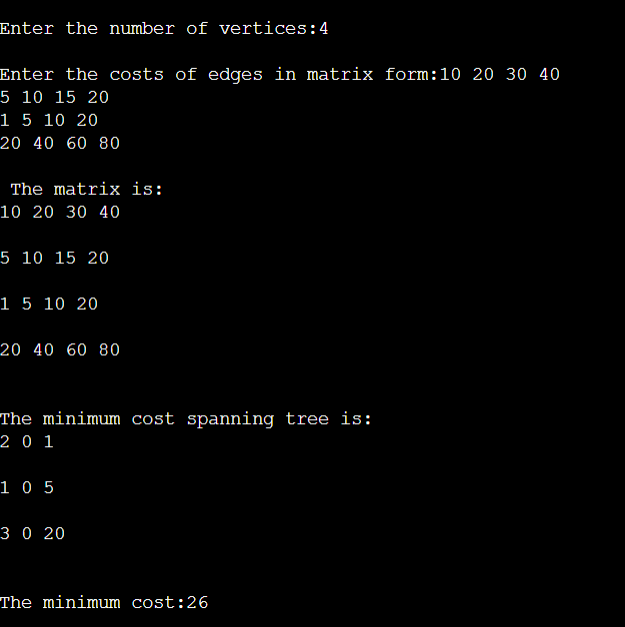 Enter the number of vertices:4
Enter the costs of edges in matrix form:10 20 30 40
5 10 15 20
1 5 10 20
20 40 60 80
The matrix is:
10 20 30 40
5 10 15 20
1 5 10 20
20 40 60 80
The minimum cost spanning tree is:
2 0 1
1 0 5
3 0 20
The minimum cost:26